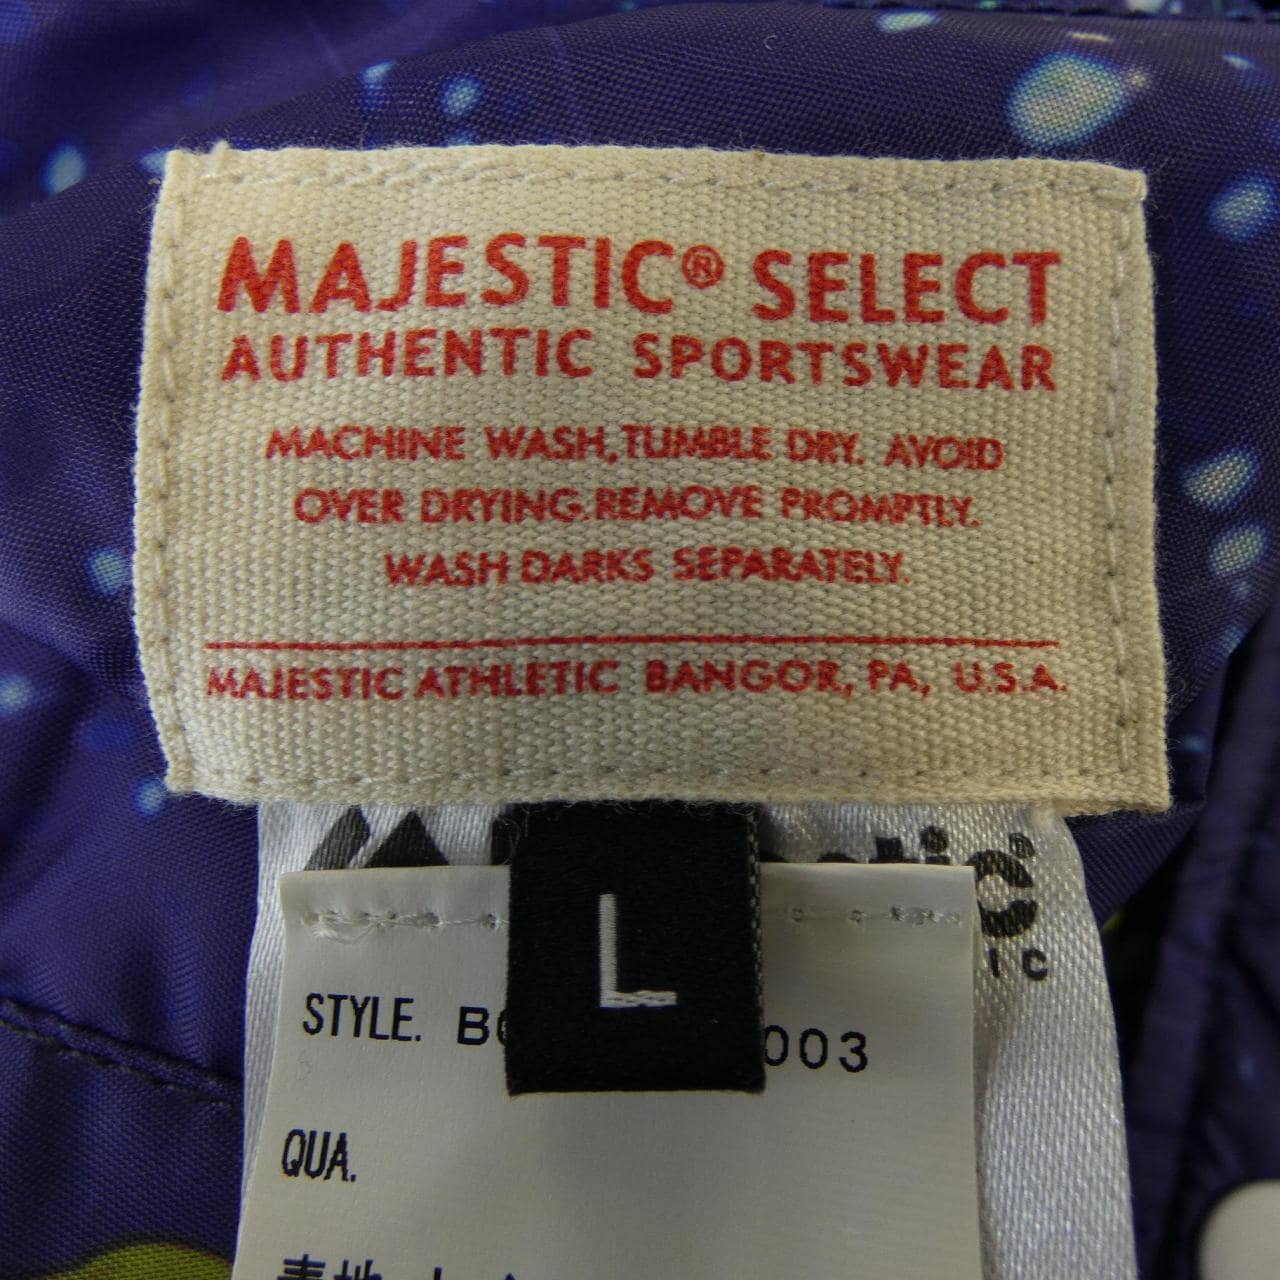 MAJESTIC® SELECT
AUTHENTIC SPORTSWEAR
MACHINE WASH, TUMBLE DRY. AVOID
OVER DRYING. REMOVE PROMPTLY.
WASH DARKS SEPARATELY.
MAJESTIC ATHLETIC BANGOR, PA, U.S.A.
L
STYLE.
QUA.